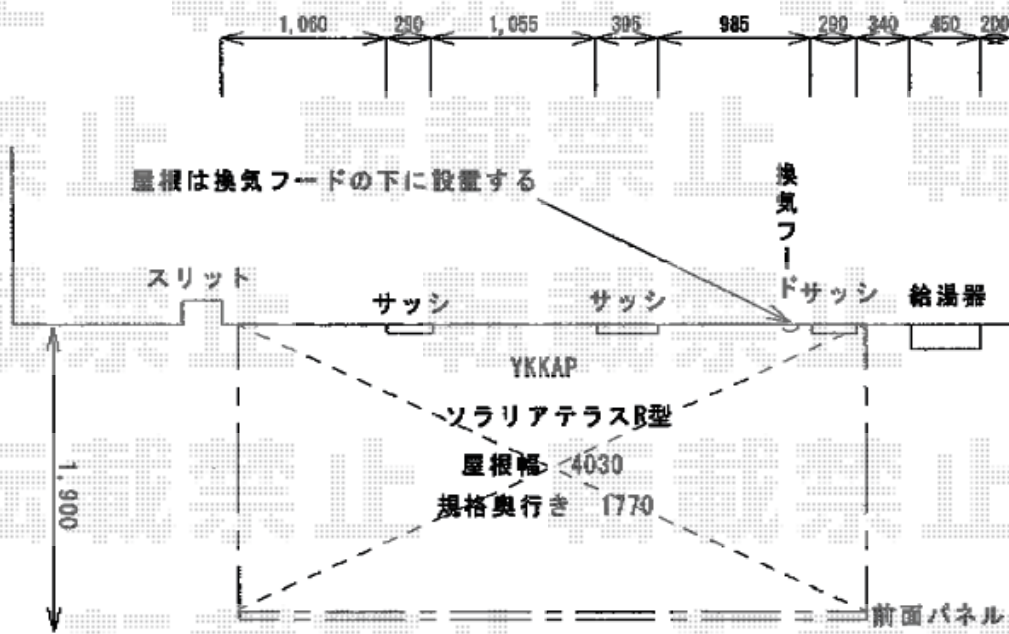 1,060 290 1,055 395 985 290 340 450 200
屋根は換気フードの下に設置する
換気フード
スリット
サッシ
サッシ
サッシ
給湯器
YKKAP
ソラリアテラスR型
屋根幅 4030
規格奥行き 1770
1,900
前面パネル